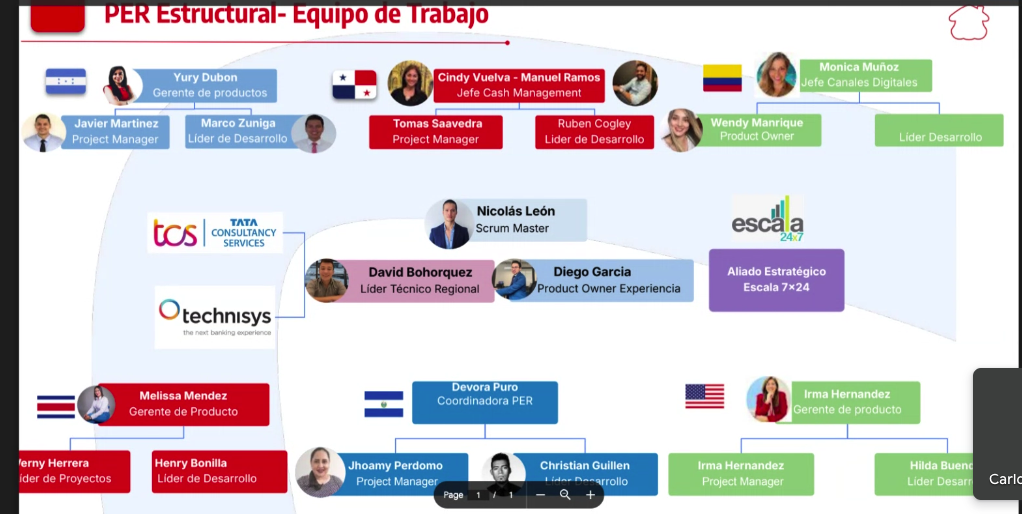 PER Estructural- Equipo de Trabajo
Yury Dubon
Gerente de productos
Javier Martinez
Project Manager
Marco Zuniga
Líder de Desarrollo
Cindy Vuelva - Manuel Ramos
Jefe Cash Management
Tomas Saavedra
Project Manager
Ruben Cogley
Lider de Desarrollo
Monica Muñoz
Jefe Canales Digitales
Wendy Manrique
Product Owner
Líder Desarrollo
tcs
TATA
CONSULTANCY
SERVICES
technisys
the next banking experience
Nicolás León
Scrum Master
David Bohorquez
Líder Técnico Regional
Diego Garcia
Product Owner Experiencia
escala
24x7
Aliado Estratégico
Escala 7x24
Melissa Mendez
Gerente de Producto
Verny Herrera
íder de Proyectos
Henry Bonilla
Líder de Desarrollo
Devora Puro
Coordinadora PER
Jhoamy Perdomo
Project Manager
Christian Guillen
Líder Desarrollo
Irma Hernandez
Gerente de producto
Irma Hernandez
Project Manager
Hilda Buend
Líder Desarr
Page 1 / 1
Carlo